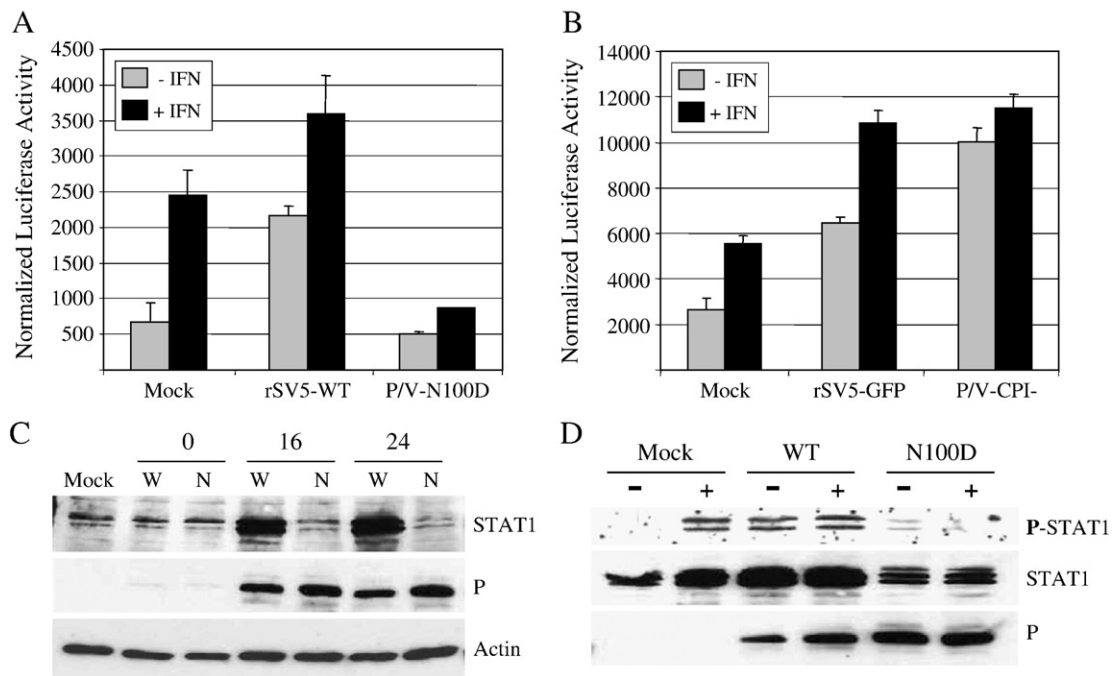 A
Normalized Luciferase Activity
4500
4000
3500
3000
2500
2000
1500
1000
500
- IFN
+ IFN
Mock rSV5-WT P/V-N100D
B
Normalized Luciferase Activity
14000
12000
10000
8000
6000
4000
2000
- IFN
+ IFN
Mock rSV5-GFP P/V-CPI-
C
0 16 24
Mock W N W N W N
STAT1
P
Actin
D
Mock WT N100D
- + - + - +
P-STAT1
STAT1
P